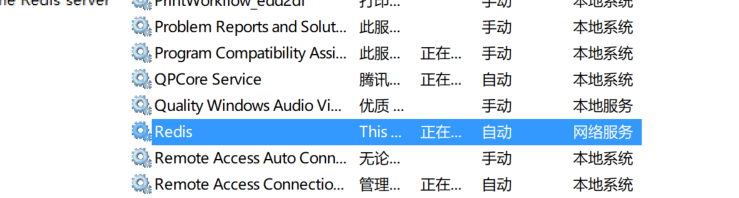 me Redis server
PrintWorkflow_edd2df 打印... 手动 本地系统
Problem Reports and Solut... 此服... 手动 本地系统
Program Compatibility Assi... 此服... 正在... 手动 本地系统
QPCore Service 腾讯... 正在... 自动 本地系统
Quality Windows Audio Vi... 优质 ... 手动 本地服务
Redis This ... 正在... 自动 网络服务
Remote Access Auto Conn... 无论... 手动 本地系统
Remote Access Connectio... 管理... 正在... 自动 本地系统